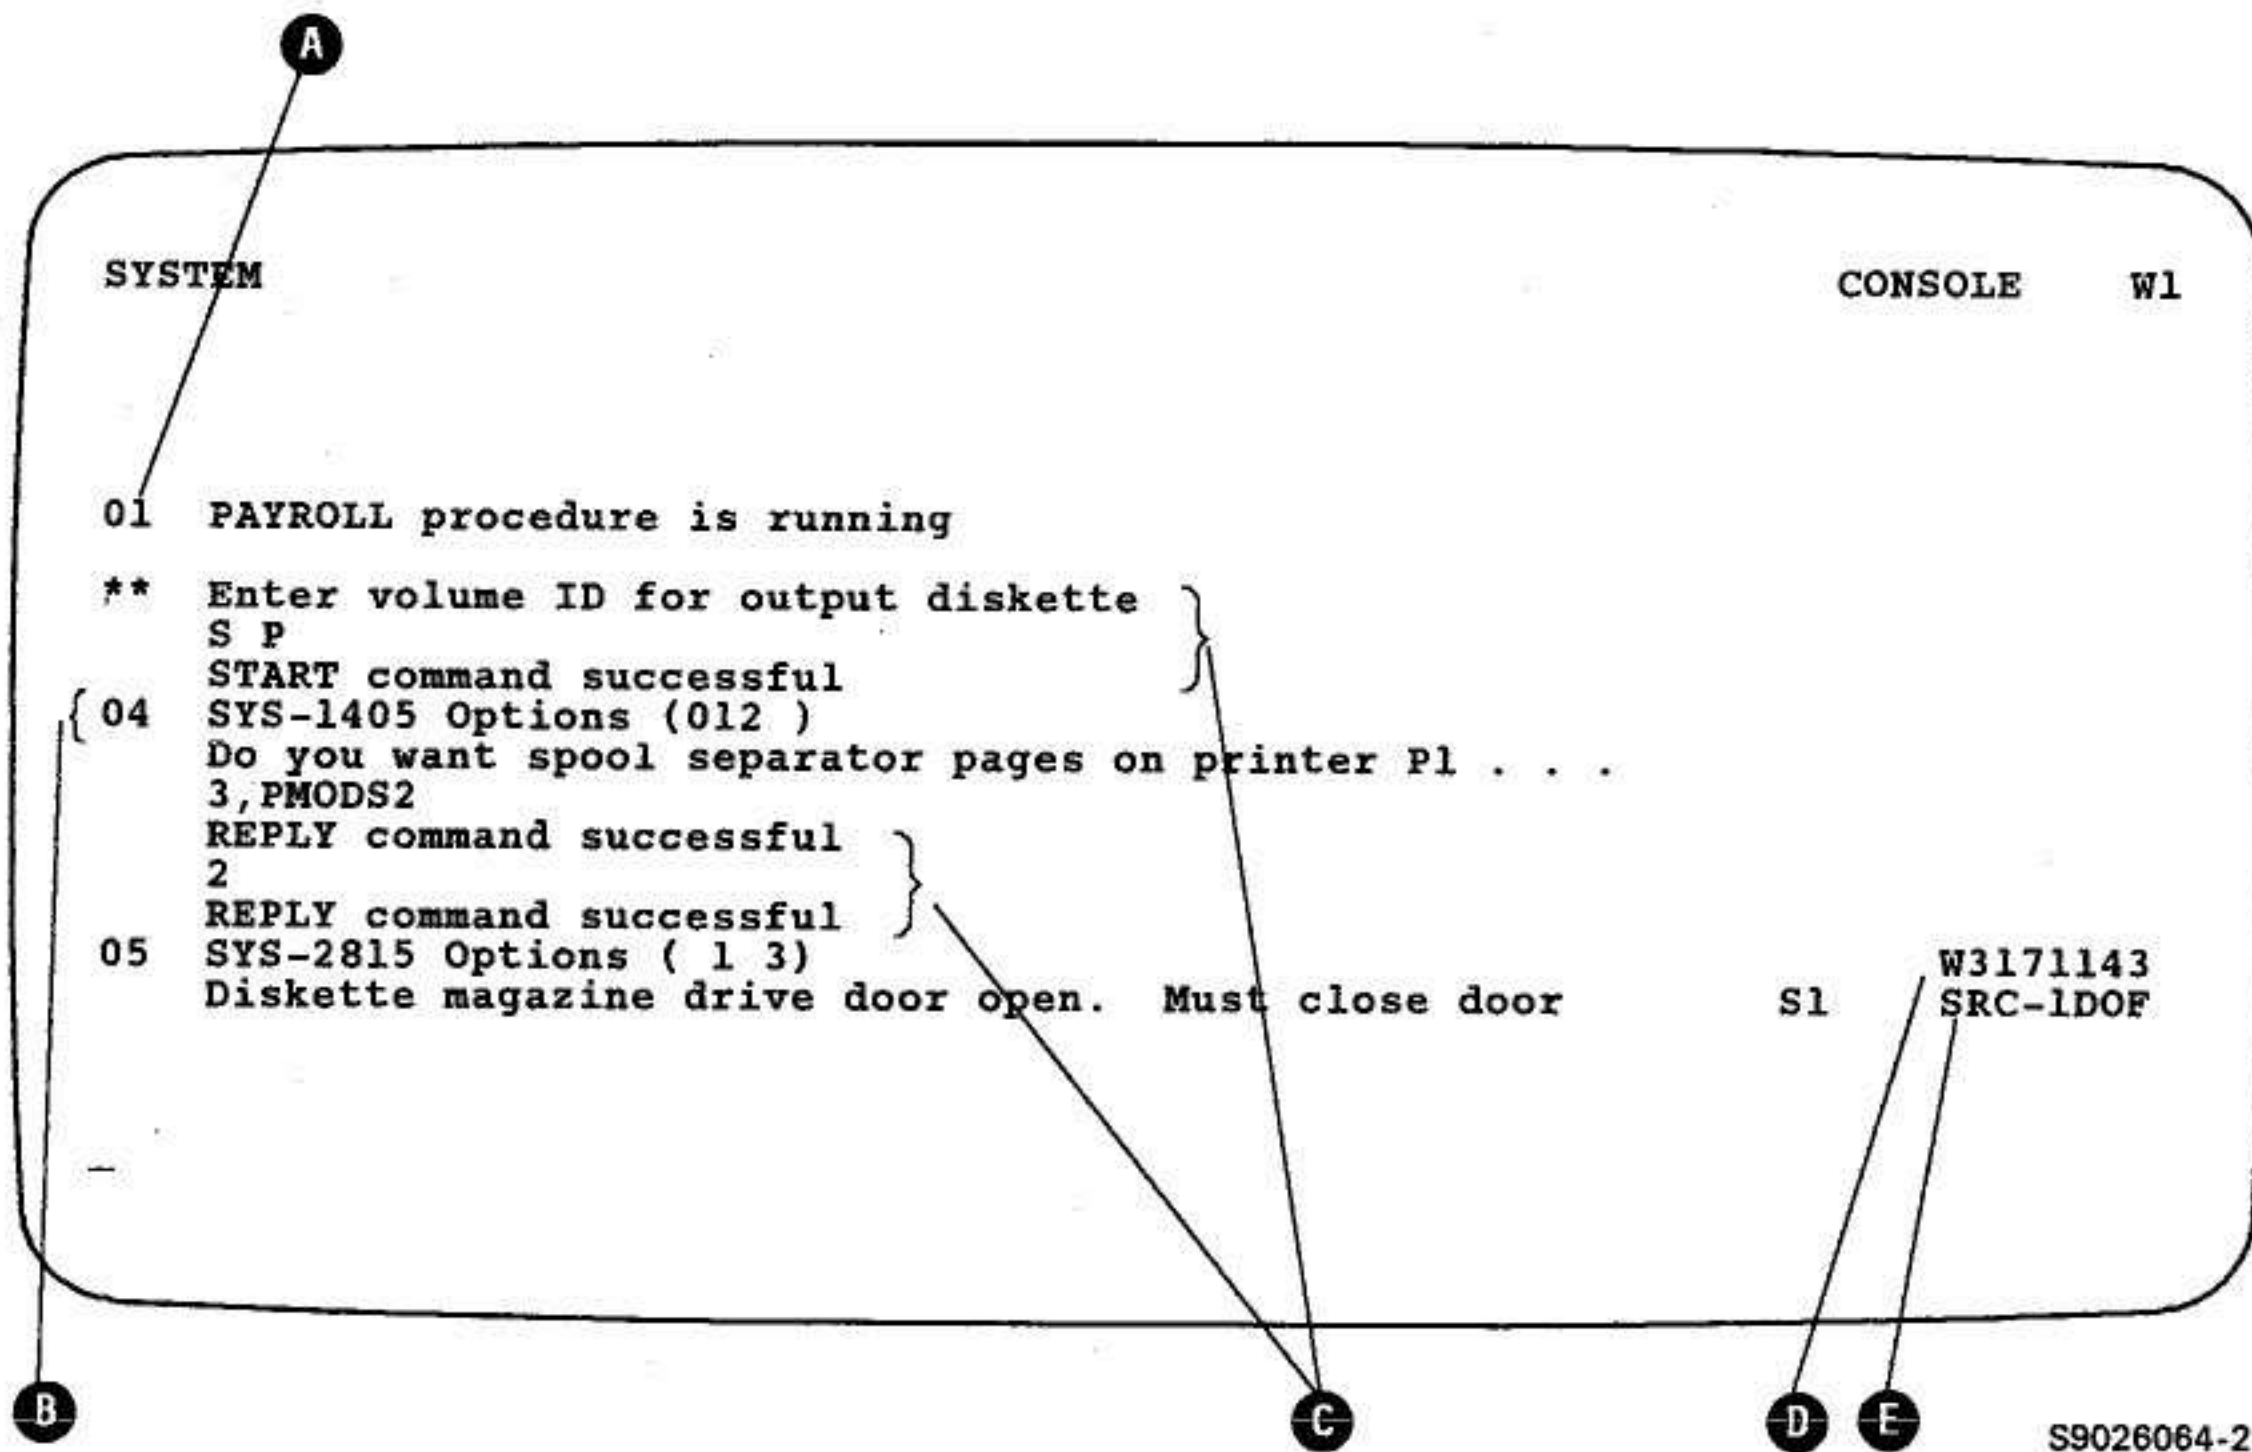 A
SYSTEM CONSOLE W1
01 PAYROLL procedure is running
** Enter volume ID for output diskette
S P
START command successful
04 SYS-1405 Options (012 )
Do you want spool separator pages on printer P1 . . .
3,PMODS2
REPLY command successful
2
REPLY command successful
05 SYS-2815 Options ( 1 3) W3171143
Diskette magazine drive door open. Must close door S1 SRC-1D0F
B C D E
S9026064-2